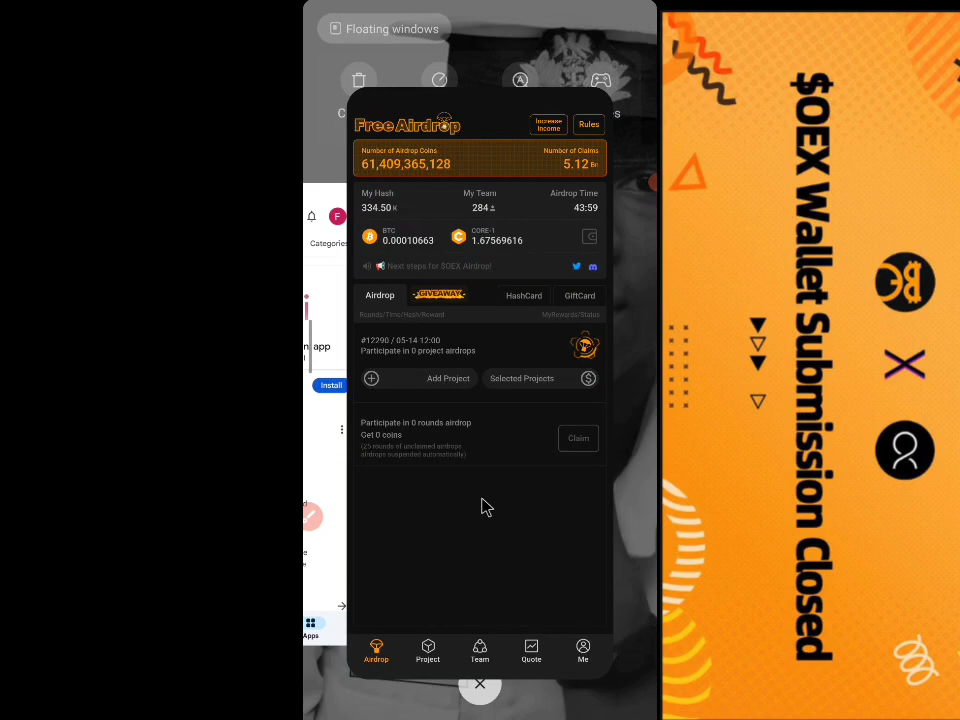 Floating windows
C
es
Free Airdrop
Increase
Income
Rules
Number of Airdrop Coins
Number of Claims
61,409,365,128
5.12 Bn
My Hash
My Team
Airdrop Time
334.50 K
284
43:59
BTC
0.00010663
CORE-1
1.67569616
Next steps for $OEX Airdrop!
Airdrop
GIVEAWAY
HashCard
GiftCard
Rounds/Time/Hash/Reward
MyRewards/Status
#12290 / 05-14 12:00
Participate in 0 project airdrops
Add Project
Selected Projects
Participate in 0 rounds airdrop
Get 0 coins
(25 rounds of unclaimed airdrops
airdrops suspended automatically)
Claim
Airdrop
Project
Team
Quote
Me
F
Categories
n app
Install
e
e
Apps
$OEX Wallet Submission Closed